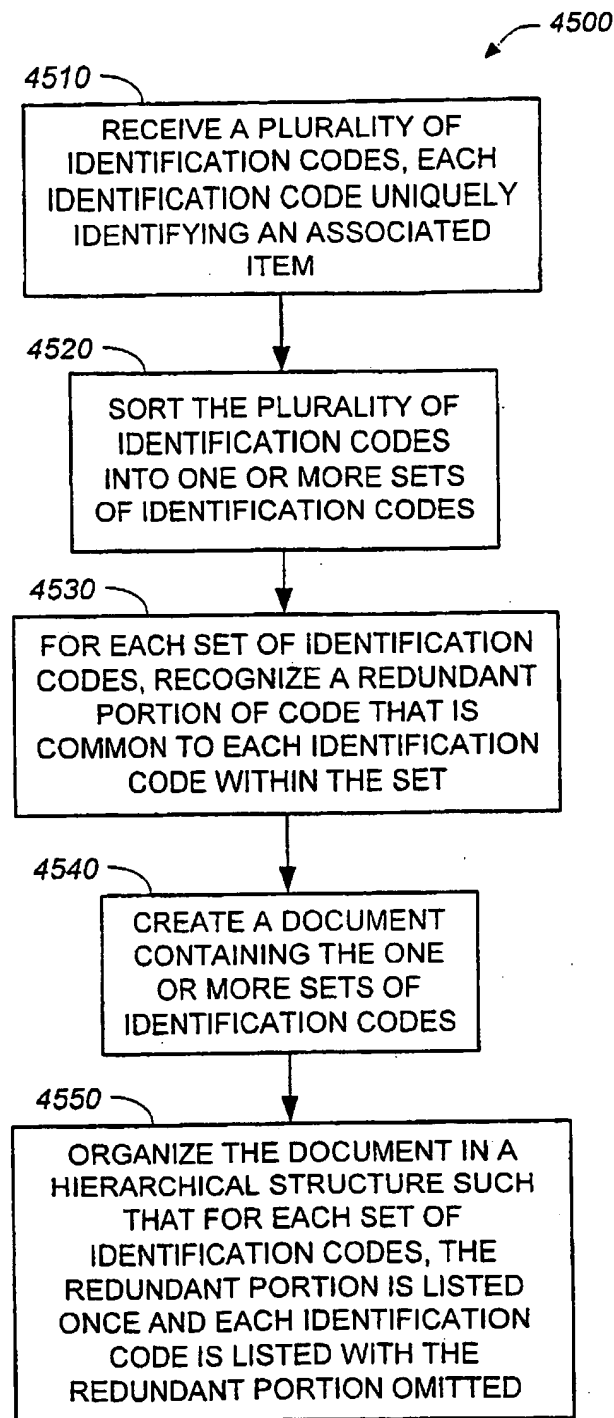 4500
4510
RECEIVE A PLURALITY OF
IDENTIFICATION CODES, EACH
IDENTIFICATION CODE UNIQUELY
IDENTIFYING AN ASSOCIATED
ITEM
4520
SORT THE PLURALITY OF
IDENTIFICATION CODES
INTO ONE OR MORE SETS
OF IDENTIFICATION CODES
4530
FOR EACH SET OF IDENTIFICATION
CODES, RECOGNIZE A REDUNDANT
PORTION OF CODE THAT IS
COMMON TO EACH IDENTIFICATION
CODE WITHIN THE SET
4540
CREATE A DOCUMENT
CONTAINING THE ONE
OR MORE SETS OF
IDENTIFICATION CODES
4550
ORGANIZE THE DOCUMENT IN A
HIERARCHICAL STRUCTURE SUCH
THAT FOR EACH SET OF
IDENTIFICATION CODES, THE
REDUNDANT PORTION IS LISTED
ONCE AND EACH IDENTIFICATION
CODE IS LISTED WITH THE
REDUNDANT PORTION OMITTED